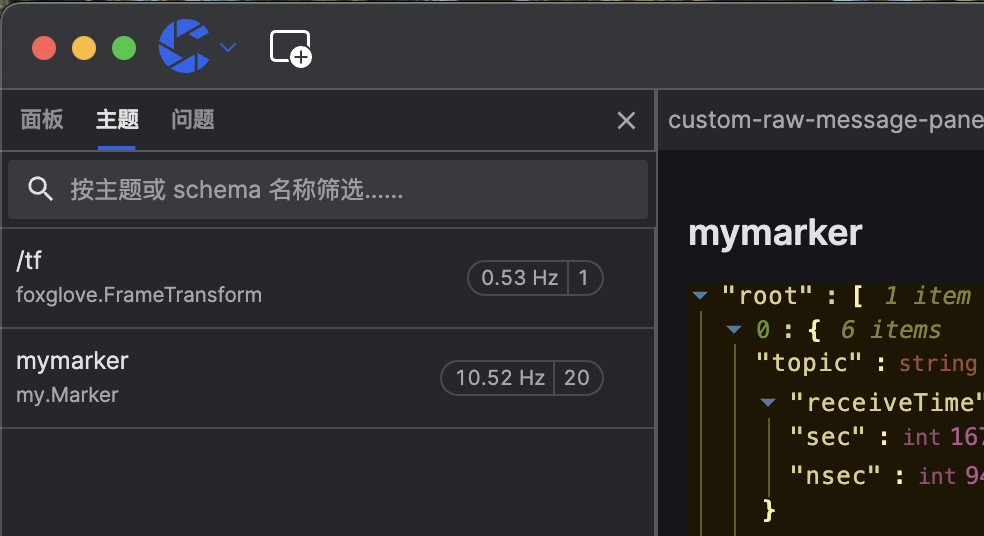 面板 主题 问题
按主题或 schema 名称筛选......
/tf
foxglove.FrameTransform
0.53 Hz 1
mymarker
my.Marker
10.52 Hz 20
custom-raw-message-pane
mymarker
"root" : [ 1 item
0 : { 6 items
"topic" : string
"receiveTime"
"sec" : int 167
"nsec" : int 94
}